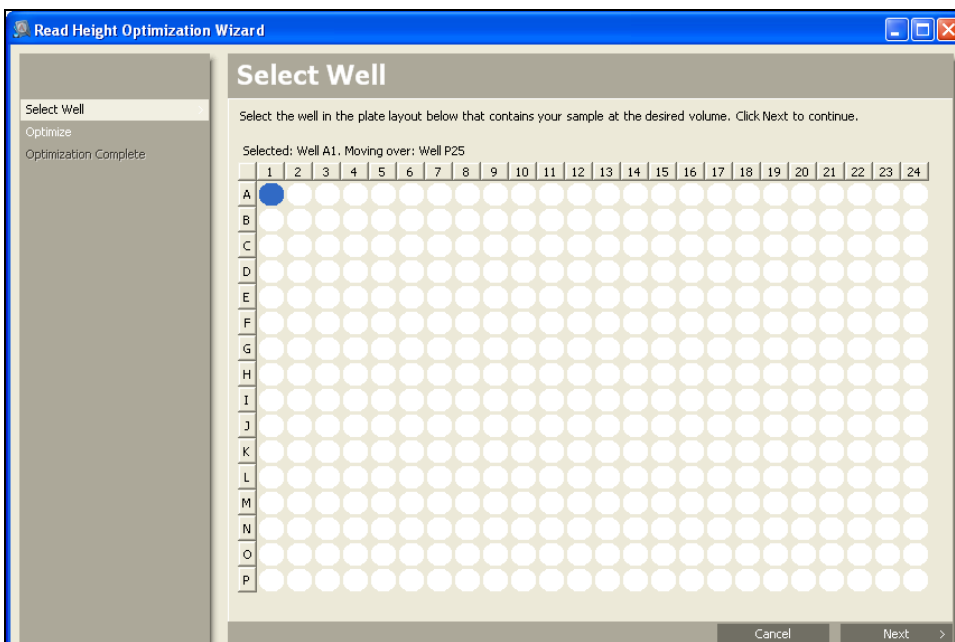 Read Height Optimization Wizard
Select Well
Optimize
Optimization Complete
Select Well
Select the well in the plate layout below that contains your sample at the desired volume. Click Next to continue.
Selected: Well A1. Moving over: Well P25
1 2 3 4 5 6 7 8 9 10 11 12 13 14 15 16 17 18 19 20 21 22 23 24
A
B
C
D
E
F
G
H
I
J
K
L
M
N
O
P
Cancel Next >